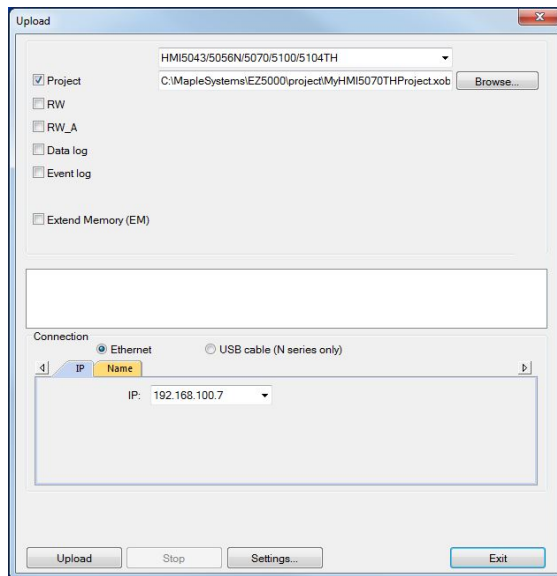 Upload
HMI5043/5056N/5070/5100/5104TH
Project
C:\MapleSystems\EZ5000\project\MyHMI5070THProject.xob
Browse...
RW
RW_A
Data log
Event log
Extend Memory (EM)
Connection
Ethernet
USB cable (N series only)
IP
Name
IP:
192.168.100.7
Upload
Stop
Settings...
Exit